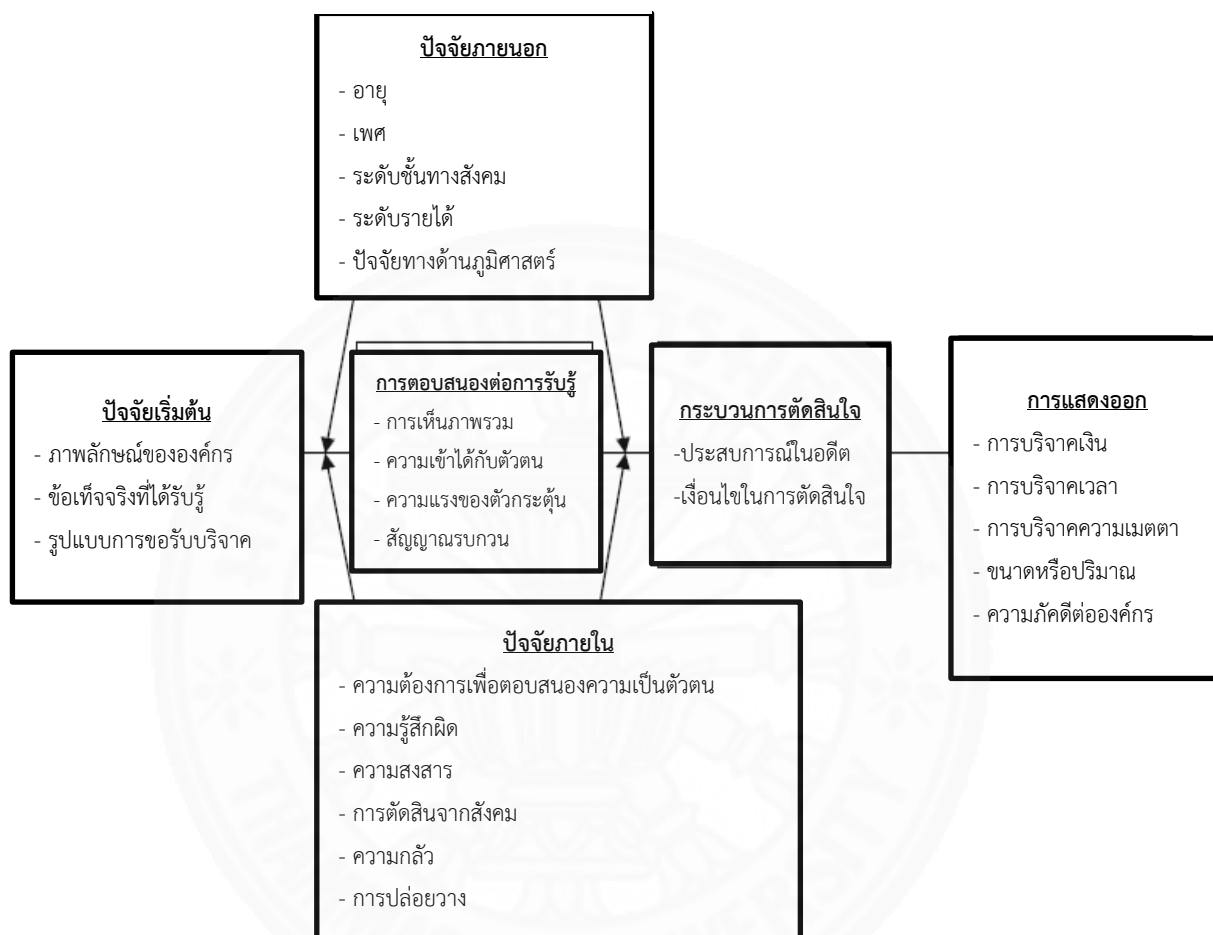 ปัจจัยภายนอก
- อายุ
- เพศ
- ระดับชั้นทางสังคม
- ระดับรายได้
- ปัจจัยทางด้านภูมิศาสตร์
ปัจจัยเริ่มต้น
- ภาพลักษณ์ขององค์กร
- ข้อเท็จจริงที่ได้รับรู้
- รูปแบบการขอรับบริจาค
การตอบสนองต่อการรับรู้
- การเห็นภาพรวม
- ความเข้าได้กับตัวตน
- ความแรงของตัวกระตุ้น
- สัญญาณรบกวน
กระบวนการตัดสินใจ
-ประสบการณ์ในอดีต
-เงื่อนไขในการตัดสินใจ
การแสดงออก
- การบริจาคเงิน
- การบริจาคเวลา
- การบริจาคความเมตตา
- ขนาดหรือปริมาณ
- ความภักดีต่อองค์กร
ปัจจัยภายใน
- ความต้องการเพื่อตอบสนองความเป็นตัวตน
- ความรู้สึกผิด
- ความสงสาร
- การตัดสินจากสังคม
- ความกลัว
- การปล่อยวาง